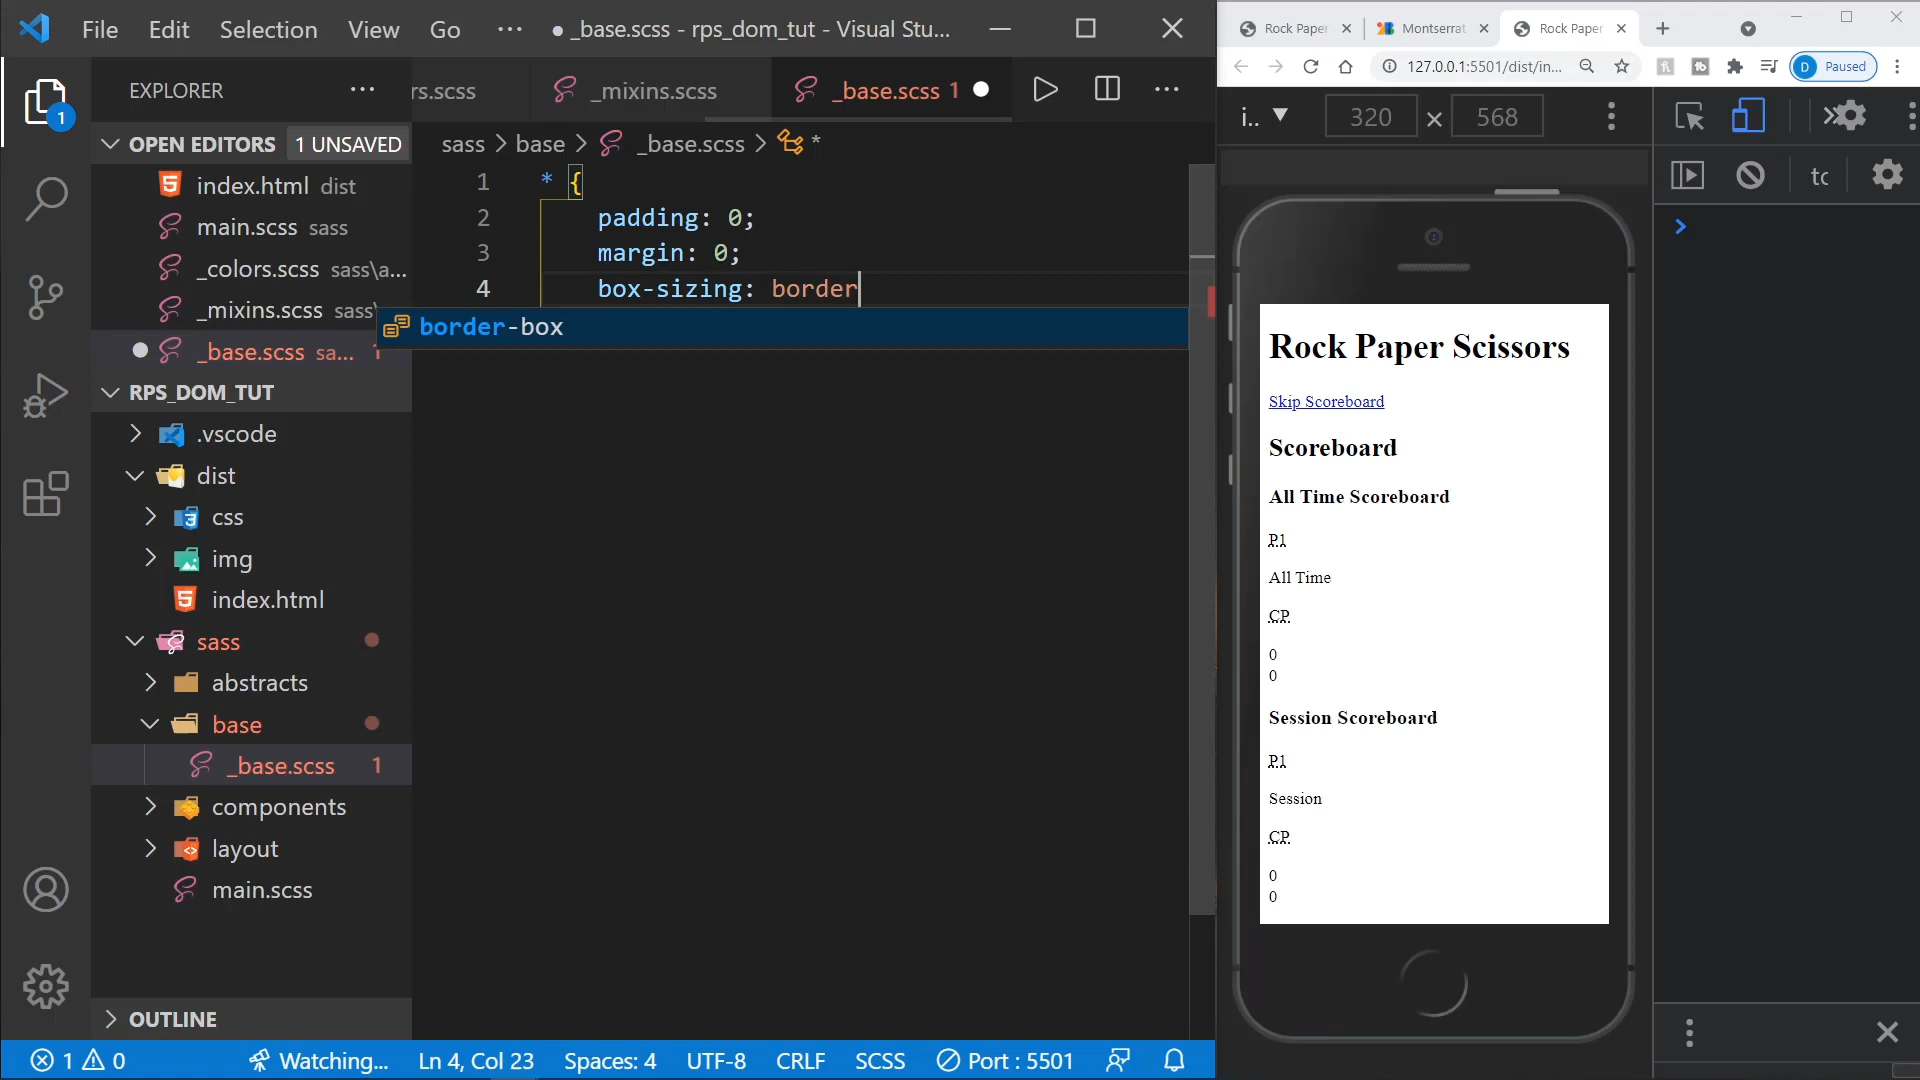 File Edit Selection View Go ··· ● _base.scss - rps_dom_tut - Visual Stu...
EXPLORER ···
OPEN EDITORS 1 UNSAVED
index.html dist
main.scss sass
_colors.scss sass\a...
_mixins.scss sass\
_base.scss sa... 1
RPS_DOM_TUT
.vscode
dist
css
img
index.html
sass
abstracts
base
_base.scss 1
components
layout
main.scss
OUTLINE
1
rs.scss _mixins.scss _base.scss 1 ···
sass > base > _base.scss > *
1 * {
2 padding: 0;
3 margin: 0;
4 box-sizing: border
border-box
1 0 Watching... Ln 4, Col 23 Spaces: 4 UTF-8 CRLF SCSS Port : 5501
Rock Paper Montserrat Rock Paper
127.0.0.1:5501/dist/in... D Paused
i.. ▼ 320 × 568
Rock Paper Scissors
Skip Scoreboard
Scoreboard
All Time Scoreboard
P1
All Time
CP
0
0
Session Scoreboard
P1
Session
CP
0
0